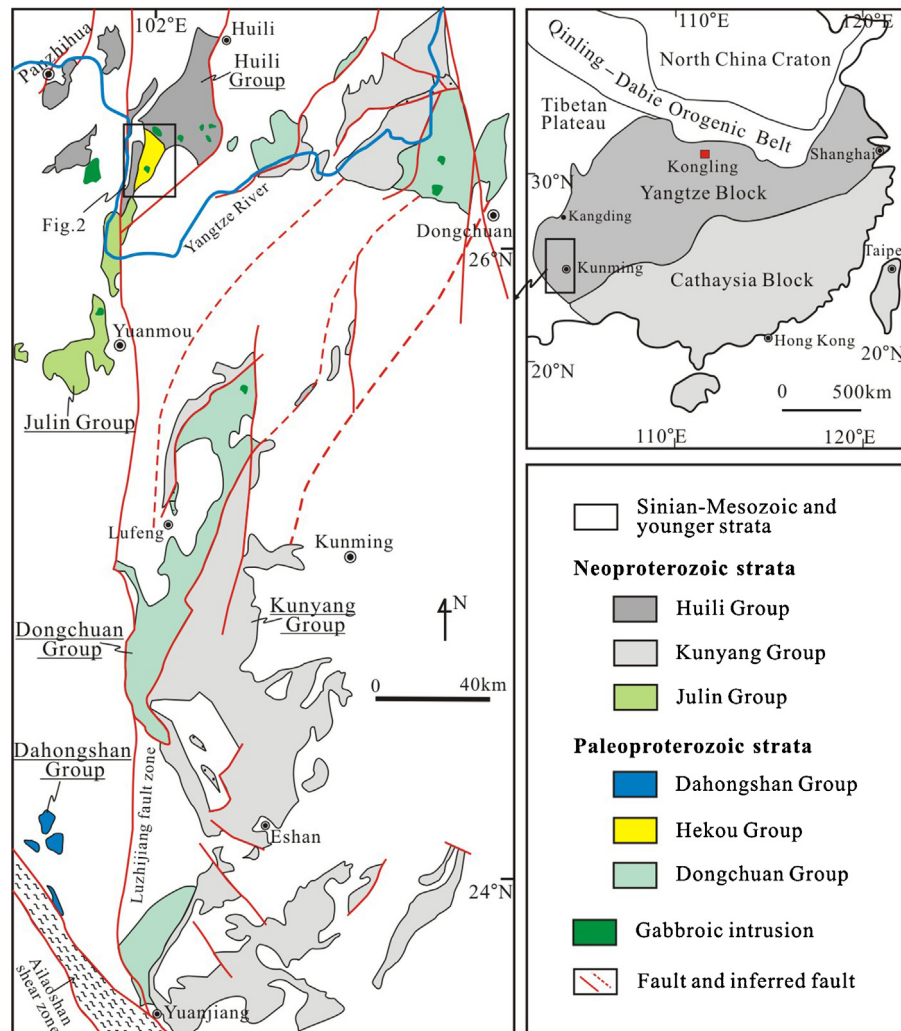 102°E
Panzhihua
Huili
Huili
Group
Fig.2
Yangtze River
Dongchuan
26°N
Yuanmou
Julin Group
Lufeng
Kunming
Kunyang
Group
N
Dongchuan
Group
0 40km
Dahongshan
Group
Luzhijiang fault zone
Eshan
24°N
Ailaoshan
shear zone
Yuanjiang
110°E
120°E
Qinling-Dabie Orogenic Belt
North China Craton
Tibetan
Plateau
Shanghai
Kongling
30°N
Yangtze Block
Kangding
Kunming
Taipei
Cathaysia Block
Hong Kong
20°N
20°N
0 500km
110°E
120°E
Sinian-Mesozoic and
younger strata
Neoproterozoic strata
Huili Group
Kunyang Group
Julin Group
Paleoproterozoic strata
Dahongshan Group
Hekou Group
Dongchuan Group
Gabbroic intrusion
Fault and inferred fault